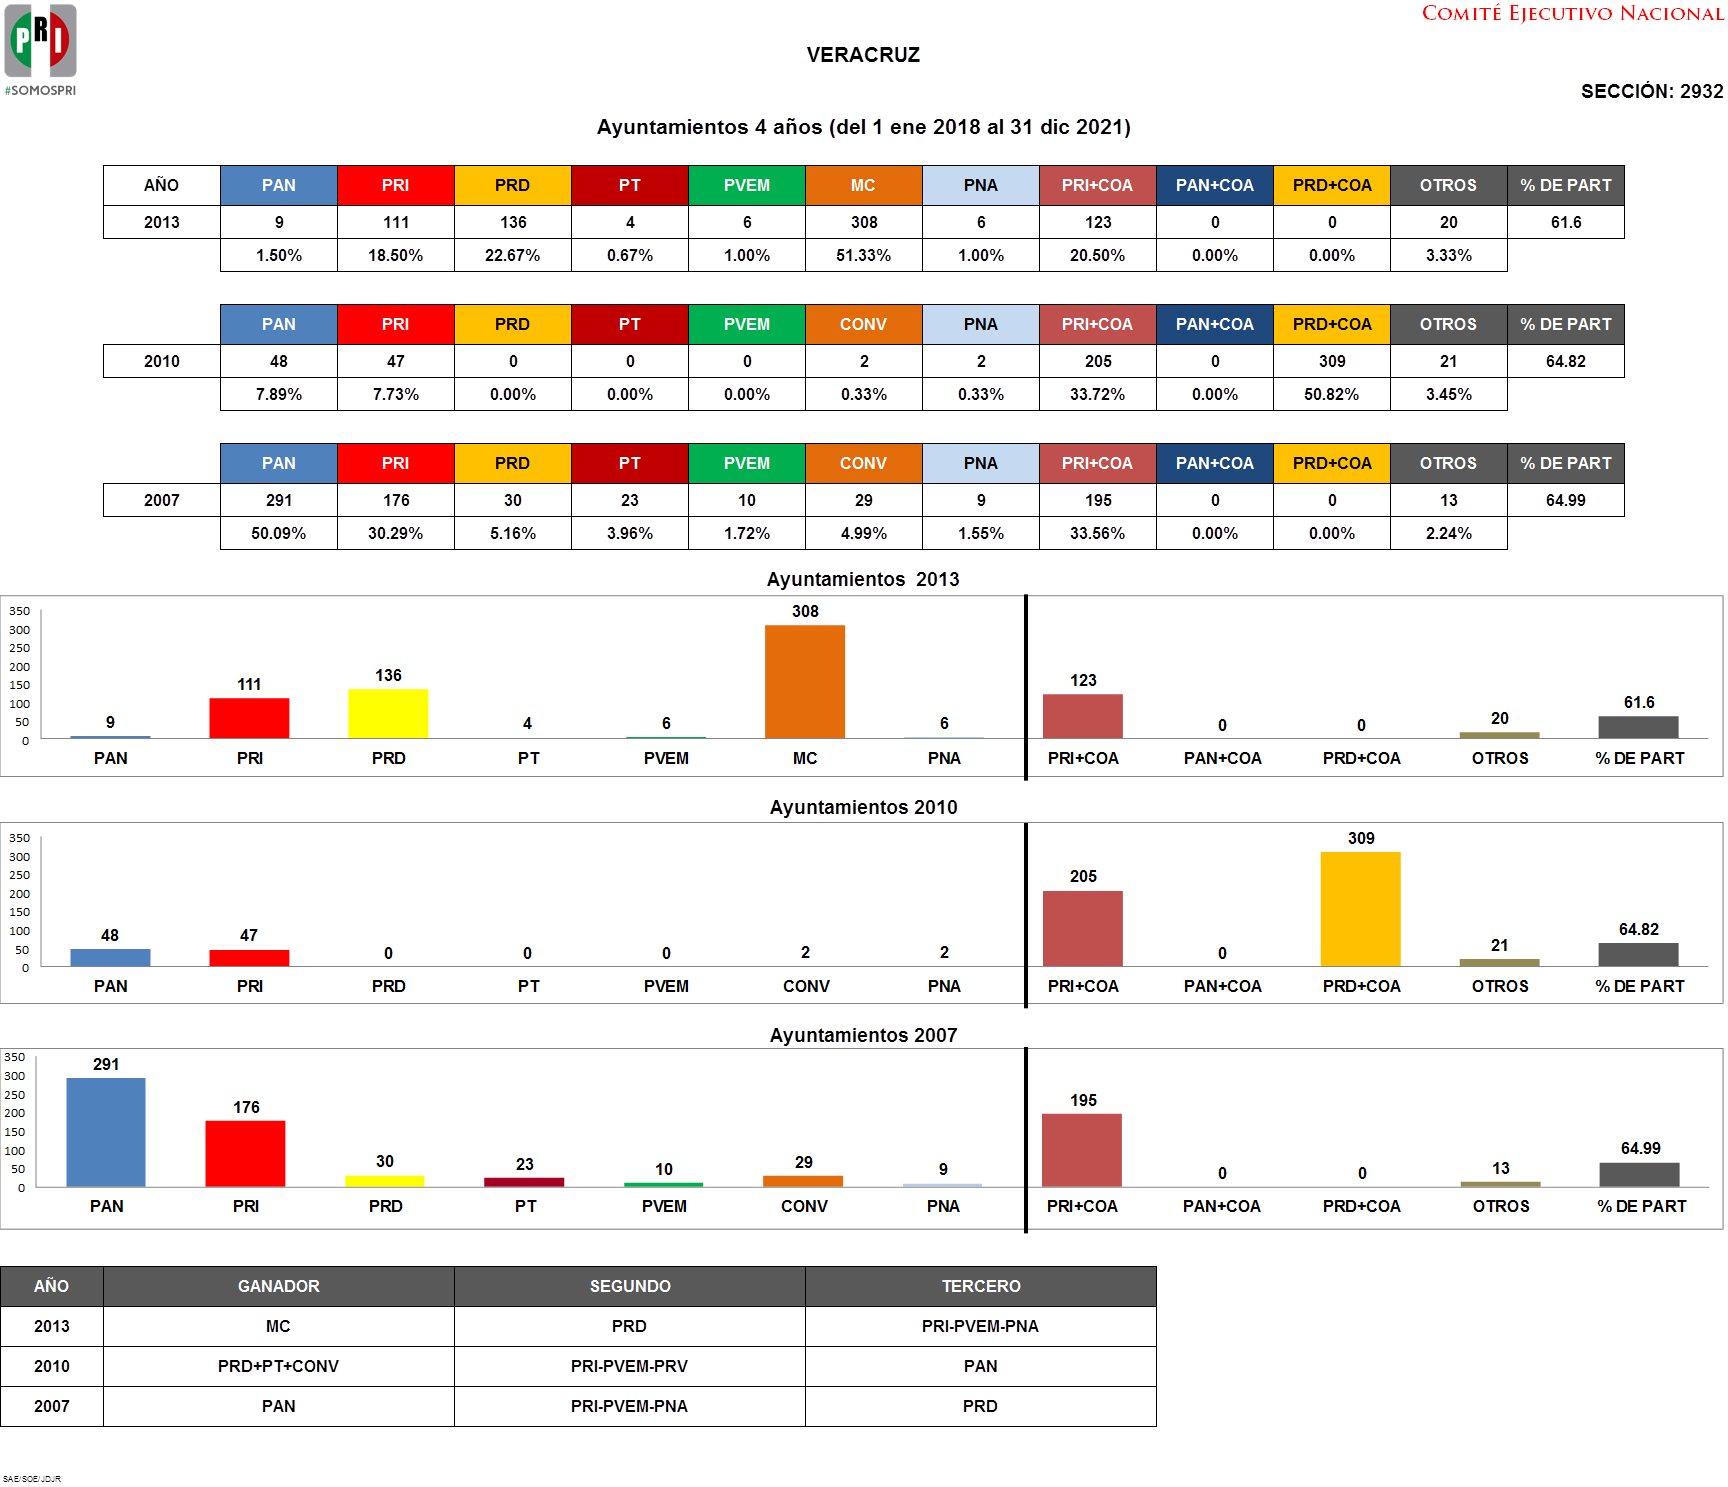 PRI
#SOMOSPRI
COMITÉ EJECUTIVO NACIONAL
VERACRUZ
SECCIÓN: 2932
Ayuntamientos 4 años (del 1 ene 2018 al 31 dic 2021)
AÑO PAN PRI PRD PT PVEM MC PNA PRI+COA PAN+COA PRD+COA OTROS % DE PART
2013 9 111 136 4 6 308 6 123 0 0 20 61.6
1.50% 18.50% 22.67% 0.67% 1.00% 51.33% 1.00% 20.50% 0.00% 0.00% 3.33%
PAN PRI PRD PT PVEM CONV PNA PRI+COA PAN+COA PRD+COA OTROS % DE PART
2010 48 47 0 0 0 2 2 205 0 309 21 64.82
7.89% 7.73% 0.00% 0.00% 0.00% 0.33% 0.33% 33.72% 0.00% 50.82% 3.45%
PAN PRI PRD PT PVEM CONV PNA PRI+COA PAN+COA PRD+COA OTROS % DE PART
2007 291 176 30 23 10 29 9 195 0 0 13 64.99
50.09% 30.29% 5.16% 3.96% 1.72% 4.99% 1.55% 33.56% 0.00% 0.00% 2.24%
Ayuntamientos 2013
350
300
250
200
150
100
50
0
9 111 136 4 6 308 6 123 0 0 20 61.6
PAN PRI PRD PT PVEM MC PNA PRI+COA PAN+COA PRD+COA OTROS % DE PART
Ayuntamientos 2010
350
300
250
200
150
100
50
0
48 47 0 0 0 2 2 205 0 309 21 64.82
PAN PRI PRD PT PVEM CONV PNA PRI+COA PAN+COA PRD+COA OTROS % DE PART
Ayuntamientos 2007
350
300
250
200
150
100
50
0
291 176 30 23 10 29 9 195 0 0 13 64.99
PAN PRI PRD PT PVEM CONV PNA PRI+COA PAN+COA PRD+COA OTROS % DE PART
AÑO GANADOR SEGUNDO TERCERO
2013 MC PRD PRI-PVEM-PNA
2010 PRD+PT+CONV PRI-PVEM-PRV PAN
2007 PAN PRI-PVEM-PNA PRD
SAE/SOE/JDJR